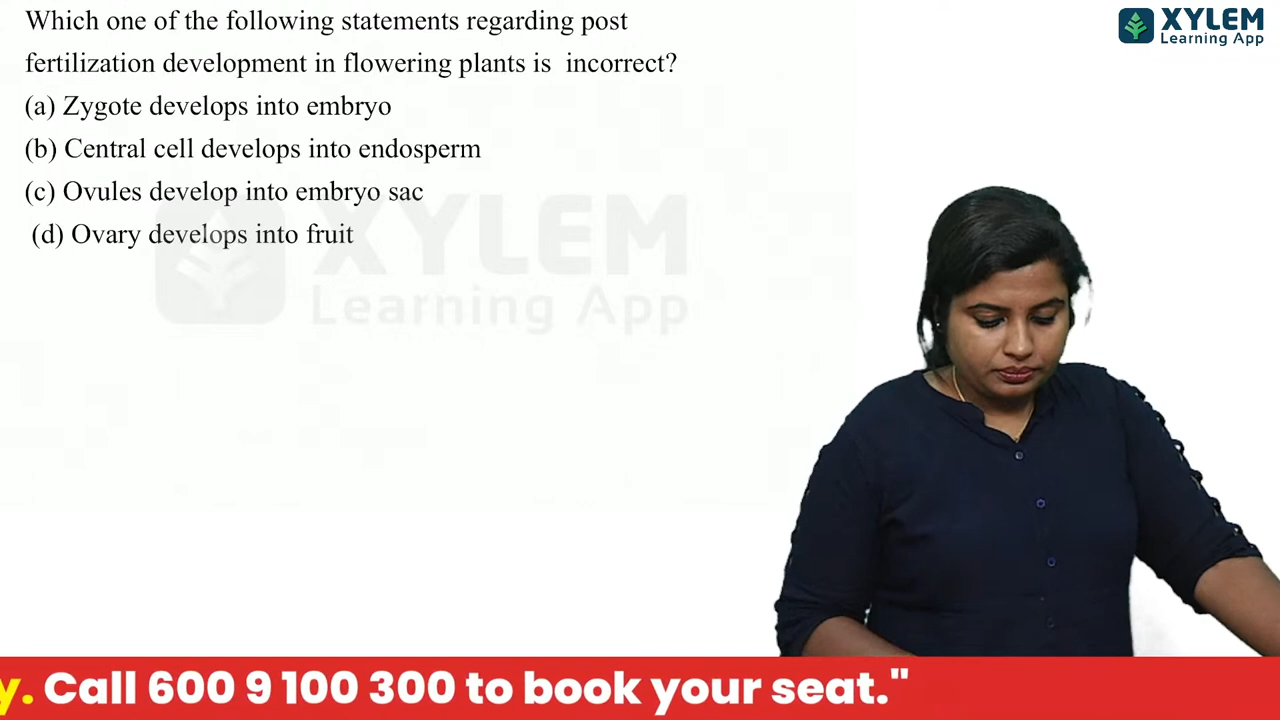 Which one of the following statements regarding post
fertilization development in flowering plants is  incorrect?
(a) Zygote develops into embryo
(b) Central cell develops into endosperm
(c) Ovules develop into embryo sac
(d) Ovary develops into fruit
XYLEM
Learning App
XYLEM
Learning App
y. Call 600 9 100 300 to book your seat."